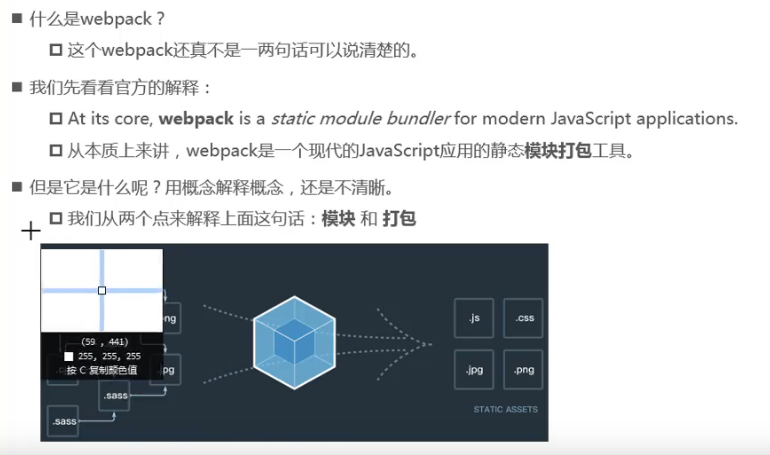 什么是webpack？
这个webpack还真不是一两句话可以说清楚的。
我们先看看官方的解释：
At its core, webpack is a static module bundler for modern JavaScript applications.
从本质上来讲，webpack是一个现代的JavaScript应用的静态模块打包工具。
但是它是什么呢？用概念解释概念，还是不清晰。
我们从两个点来解释上面这句话：模块 和 打包
.js
.css
(59 , 441)
255, 255, 255
按 C 复制颜色值
.jpg
.png
.sass
STATIC ASSETS
.sass